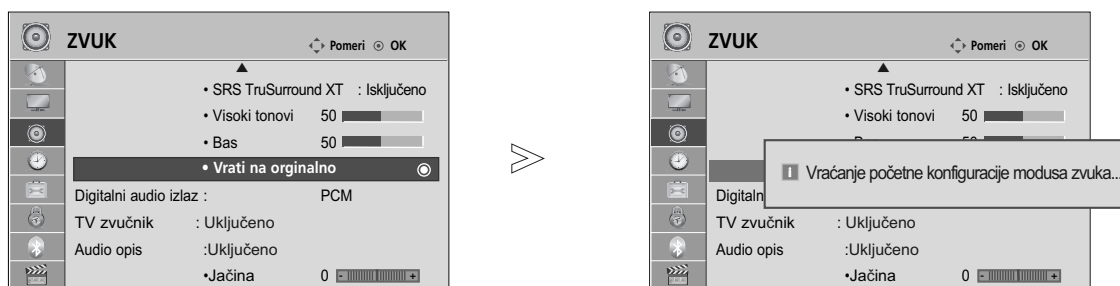 ZVUK
Pomeri OK
• SRS TruSurround XT : Isključeno
• Visoki tonovi 50
• Bas 50
• Vrati na orginalno
Digitalni audio izlaz : PCM
TV zvučnik : Uključeno
Audio opis :Uključeno
•Jačina 0 - +
ZVUK
Pomeri OK
• SRS TruSurround XT : Isključeno
• Visoki tonovi 50
Vraćanje početne konfiguracije modusa zvuka...
Digitaln
TV zvučnik : Uključeno
Audio opis :Uključeno
•Jačina 0 - +